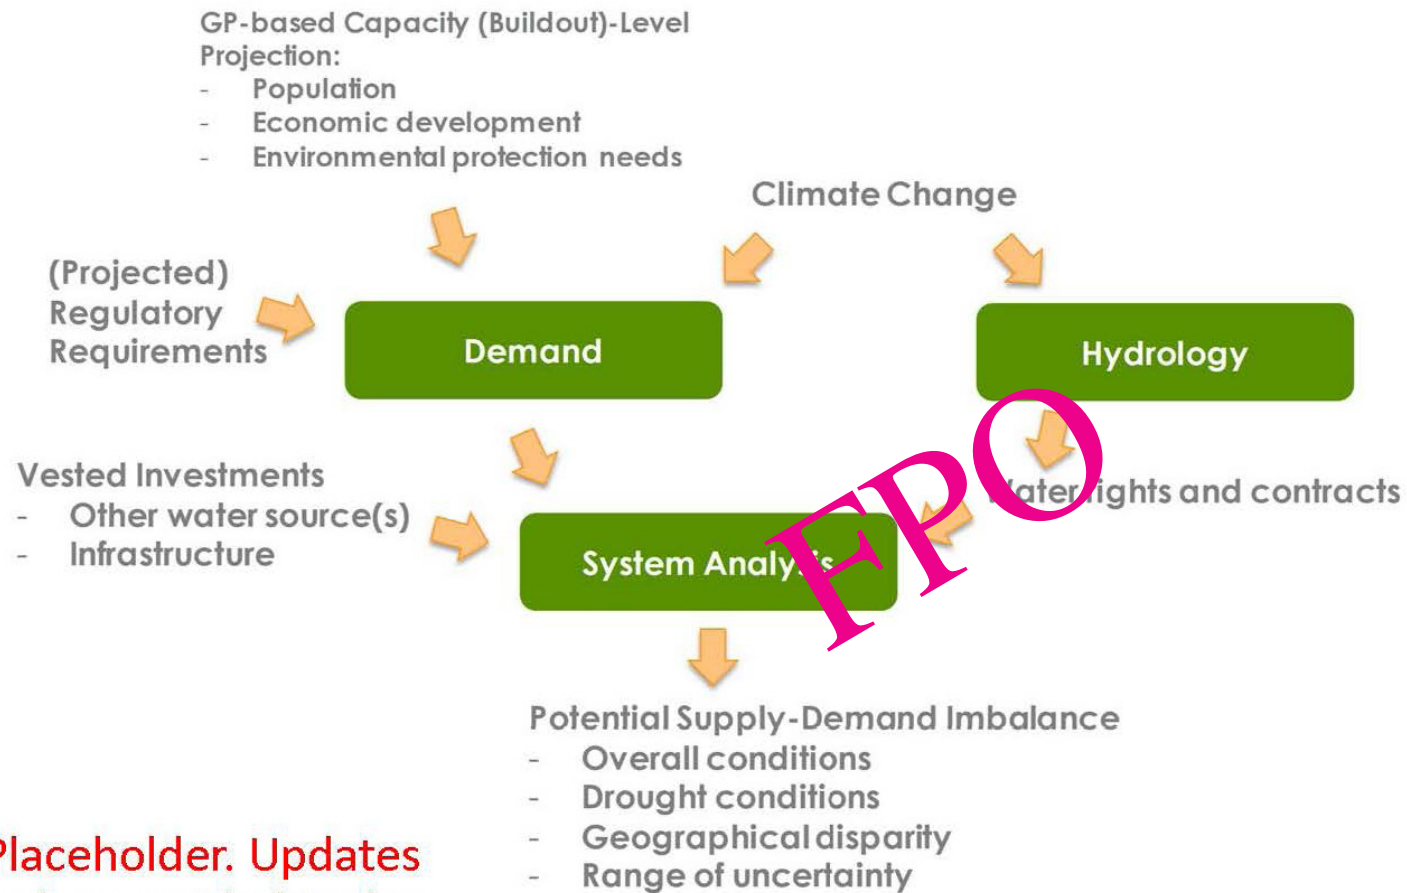 GP-based Capacity (Buildout)-Level
Projection:
- Population
- Economic development
- Environmental protection needs
Climate Change
(Projected)
Regulatory
Requirements
Demand
Hydrology
Vested Investments
- Other water source(s)
- Infrastructure
Water rights and contracts
System Analysis
FPO
Potential Supply-Demand Imbalance
- Overall conditions
- Drought conditions
- Geographical disparity
- Range of uncertainty
Placeholder. Updates